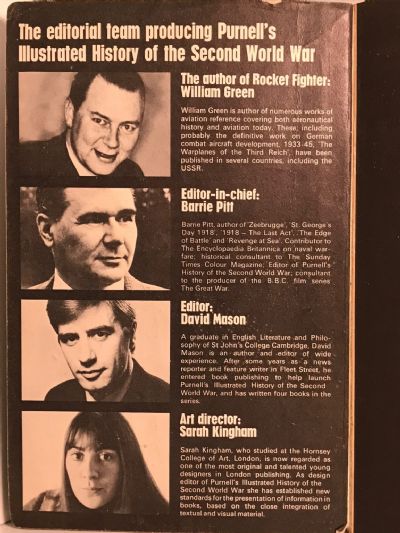 The editorial team producing Purnell's
Illustrated History of the Second World War
The author of Rocket Fighter:
William Green
William Green is author of numerous works of
aviation reference covering both aeronautical
history and aviation today. These, including
probably the definitive work on German
combat aircraft development, 1933-45, 'The
Warplanes of the Third Reich', have been
published in several countries, including the
USSR.
Editor-in-chief:
Barrie Pitt
Barrie Pitt, author of 'Zeebrugge', 'St. George's
Day 1918', '1918 – The Last Act', 'The Edge
of Battle' and 'Revenge at Sea'. Contributor to
The Encyclopaedia Britannica on naval war-
fare; historical consultant to The Sunday
Times Colour Magazine; Editor of Purnell's
History of the Second World War; consultant
to the producer of the B.B.C. film series
The Great War.
Editor:
David Mason
A graduate in English Literature and Philo-
sophy of St John's College Cambridge, David
Mason is an author and editor of wide
experience. After some years as a news
reporter and feature writer in Fleet Street, he
entered book publishing to help launch
Purnell's Illustrated History of the Second
World War, and has written four books in the
series.
Art director:
Sarah Kingham
Sarah Kingham, who studied at the Hornsey
College of Art, London, is now regarded as
one of the most original and talented young
designers in London publishing. As design
editor of Purnell's Illustrated History of the
Second World War she has established new
standards for the presentation of information in
books, based on the close integration of
textual and visual material.